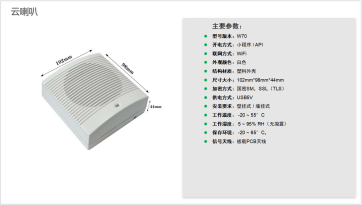 云喇叭
102mm
98mm
44mm
主要参数:
型号版本: W70
开电方式: 小程序 / API
联网方式: WiFi
外观颜色: 白色
结构材质: 塑料外壳
尺寸大小: 102mm*98mm*44mm
加密方式: 国密SM、SSL(TLS)
供电方式: USB5V
安装要求: 壁挂式 / 墙挂式
工作温度: -20 ~ 55°C
工作湿度: 5 ~ 95% RH(无凝露)
保存环境: -20 ~ 65°C,
信号天线: 板载PCB天线